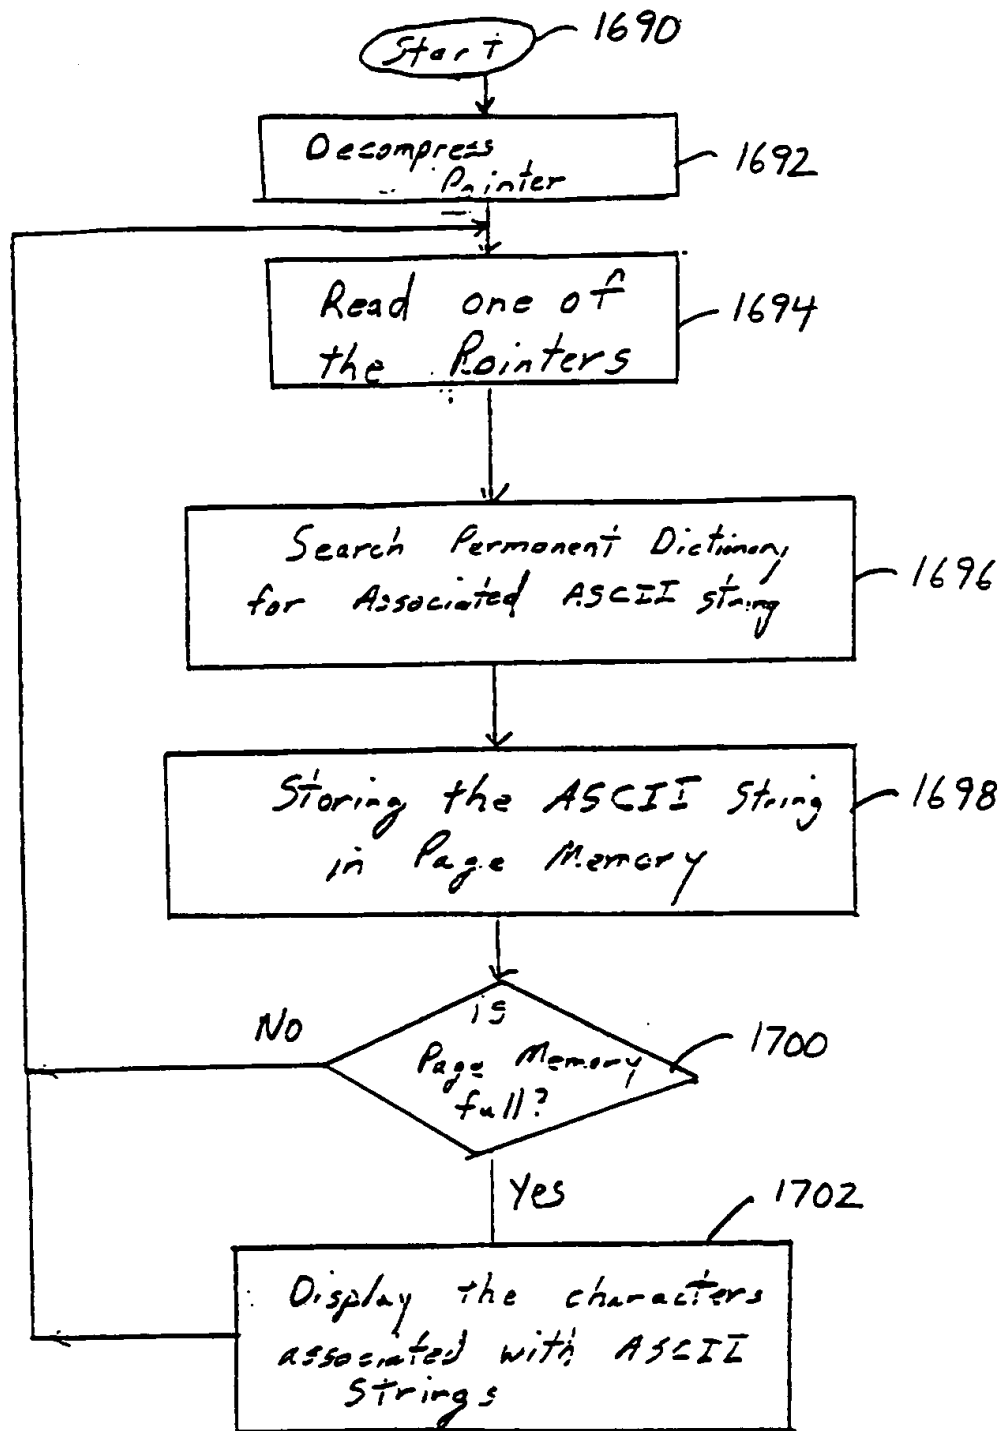 Start
1690
Decompress
Pointer
1692
Read one of
the Pointers
1694
Search Permanent Dictionary
for Associated ASCII string
1696
Storing the ASCII String
in Page Memory
1698
is
Page Memory
full?
1700
No
Yes
1702
Display the characters
associated with ASCII
Strings